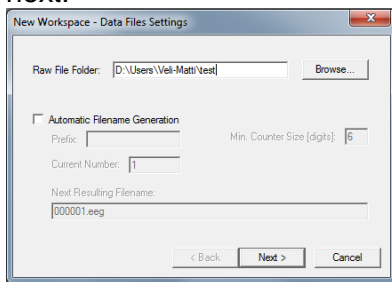 next.
New Workspace - Data Files Settings
Raw File Folder: D:\Users\Veli-Matti\test Browse...
Automatic Filename Generation
Prefix: Min. Counter Size [digits]: 6
Current Number: 1
Next Resulting Filename:
000001.eeg
< Back Next > Cancel